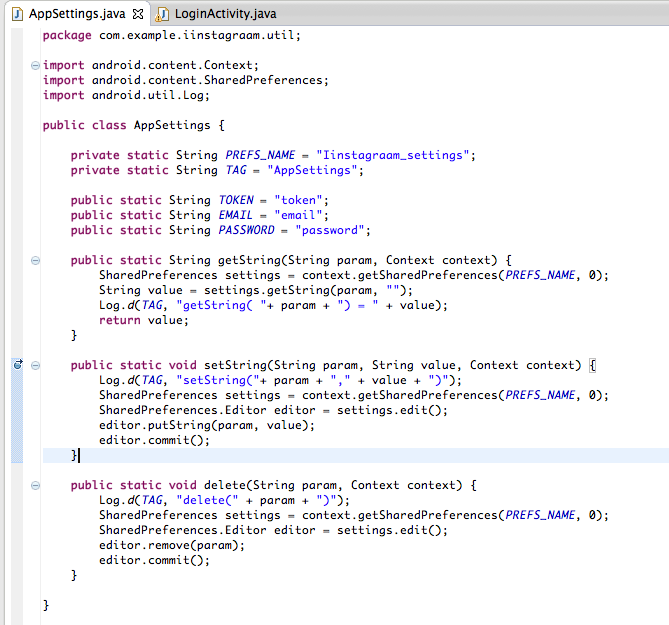 AppSettings.java
LoginActivity.java
package com.example.iinstagraam.util;
import android.content.Context;
import android.content.SharedPreferences;
import android.util.Log;
public class AppSettings {
private static String PREFS_NAME = "Iinstagraam_settings";
private static String TAG = "AppSettings";
public static String TOKEN = "token";
public static String EMAIL = "email";
public static String PASSWORD = "password";
public static String getString(String param, Context context) {
SharedPreferences settings = context.getSharedPreferences(PREFS_NAME, 0);
String value = settings.getString(param, "");
Log.d(TAG, "getString( "+ param + ") = " + value);
return value;
}
public static void setString(String param, String value, Context context) {
Log.d(TAG, "setString("+ param + "," + value + ")");
SharedPreferences settings = context.getSharedPreferences(PREFS_NAME, 0);
SharedPreferences.Editor editor = settings.edit();
editor.putString(param, value);
editor.commit();
}
public static void delete(String param, Context context) {
Log.d(TAG, "delete(" + param + ")");
SharedPreferences settings = context.getSharedPreferences(PREFS_NAME, 0);
SharedPreferences.Editor editor = settings.edit();
editor.remove(param);
editor.commit();
}
}